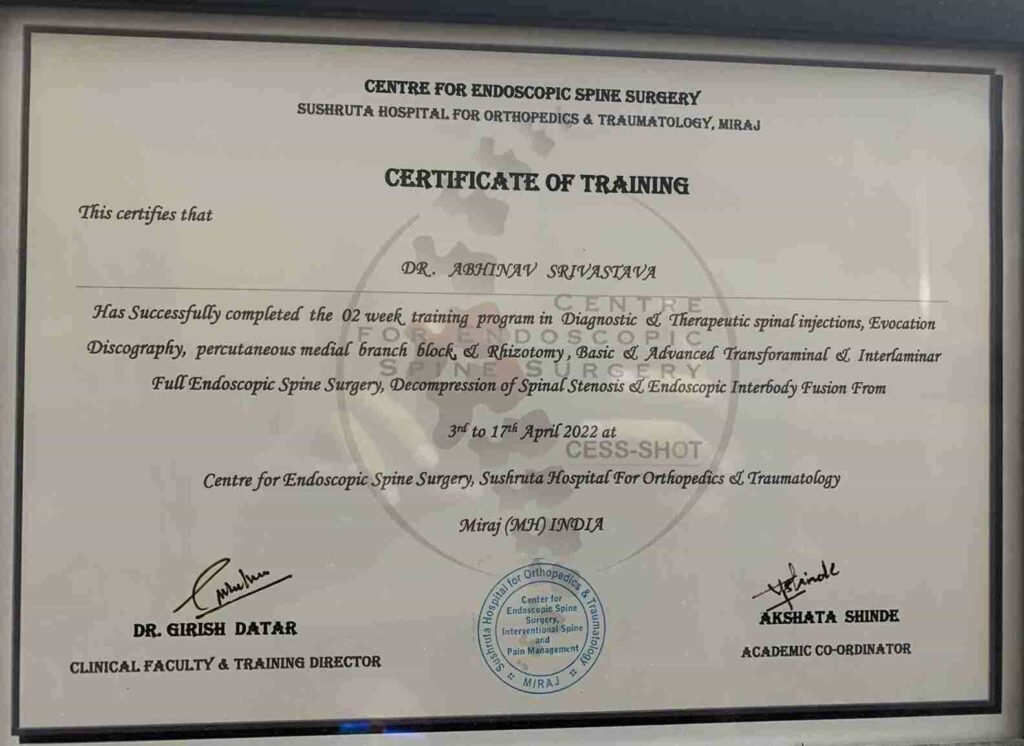 CENTRE FOR ENDOSCOPIC SPINE SURGERY
SUSHRUTA HOSPITAL FOR ORTHOPEDICS & TRAUMATOLOGY, MIRAJ
CERTIFICATE OF TRAINING
This certifies that
DR. ABHINAV SRIVASTAVA
Has Successfully completed the 02 week training program in Diagnostic & Therapeutic spinal injections, Evocation
Discography, percutaneous medial branch block, & Rhizotomy, Basic & Advanced Transforaminal & Interlaminar
Full Endoscopic Spine Surgery, Decompression of Spinal Stenosis & Endoscopic Interbody Fusion From
3rd to 17th April 2022 at
Centre for Endoscopic Spine Surgery, Sushruta Hospital For Orthopedics & Traumatology
Miraj (MH) INDIA
CENTRE
FOR ENDOSCOPIC
SPINE SURGERY
CESS-SHOT
DR. GIRISH DATAR
CLINICAL FACULTY & TRAINING DIRECTOR
Sushruta Hospital for Orthopedics & Traumatology
Center for
Endoscopic Spine
Surgery,
Interventional Spine
and
Pain Management
MIRAJ
AKSHATA SHINDE
ACADEMIC CO-ORDINATOR